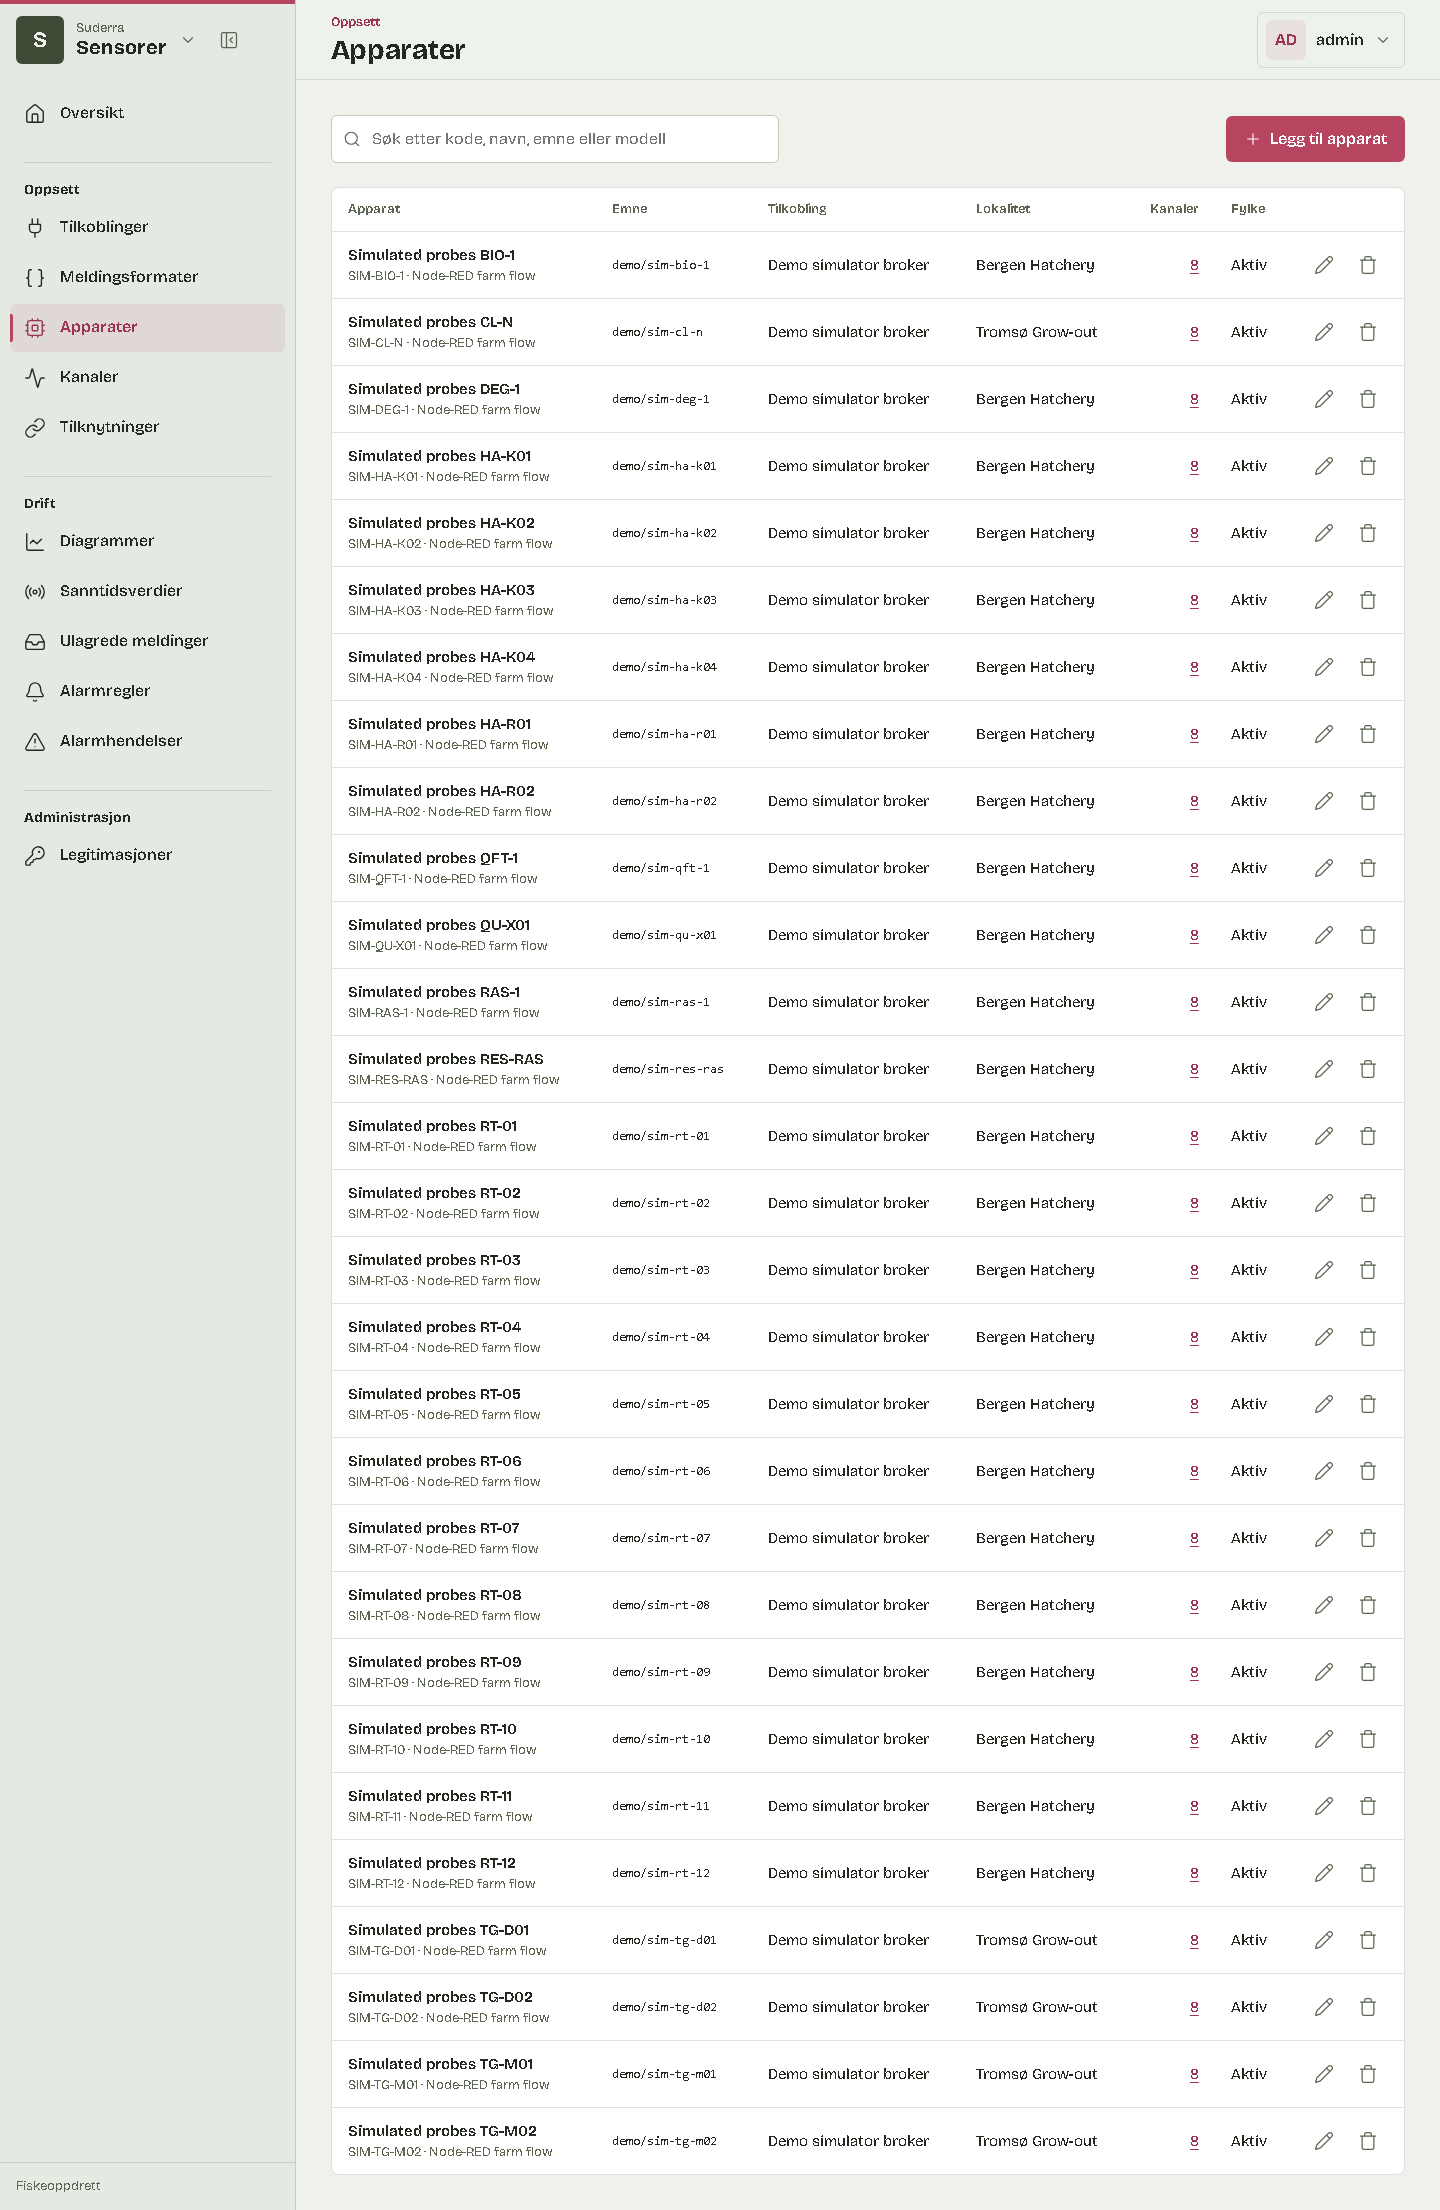 S
Suderra
Sensorer
Oversikt
Oppsett
Tilkoblinger
Meldingsformater
Apparater
Kanaler
Tilknytninger
Drift
Diagrammer
Sanntidsverdier
Ulagrede meldinger
Alarmregler
Alarmhendelser
Administrasjon
Legitimasjoner
Fiskeoppdrett
Oppsett
Apparater
AD admin
Søk etter kode, navn, emne eller modell
Legg til apparat
Apparat Emne Tilkobling Lokalitet Kanaler Fylke
Simulated probes BIO-1
SIM-BIO-1 · Node-RED farm flow
demo/sim-bio-1 Demo simulator broker Bergen Hatchery 8 Aktiv
Simulated probes CL-N
SIM-CL-N · Node-RED farm flow
demo/sim-cl-n Demo simulator broker Tromsø Grow-out 8 Aktiv
Simulated probes DEG-1
SIM-DEG-1 · Node-RED farm flow
demo/sim-deg-1 Demo simulator broker Bergen Hatchery 8 Aktiv
Simulated probes HA-K01
SIM-HA-K01 · Node-RED farm flow
demo/sim-ha-k01 Demo simulator broker Bergen Hatchery 8 Aktiv
Simulated probes HA-K02
SIM-HA-K02 · Node-RED farm flow
demo/sim-ha-k02 Demo simulator broker Bergen Hatchery 8 Aktiv
Simulated probes HA-K03
SIM-HA-K03 · Node-RED farm flow
demo/sim-ha-k03 Demo simulator broker Bergen Hatchery 8 Aktiv
Simulated probes HA-K04
SIM-HA-K04 · Node-RED farm flow
demo/sim-ha-k04 Demo simulator broker Bergen Hatchery 8 Aktiv
Simulated probes HA-R01
SIM-HA-R01 · Node-RED farm flow
demo/sim-ha-r01 Demo simulator broker Bergen Hatchery 8 Aktiv
Simulated probes HA-R02
SIM-HA-R02 · Node-RED farm flow
demo/sim-ha-r02 Demo simulator broker Bergen Hatchery 8 Aktiv
Simulated probes QFT-1
SIM-QFT-1 · Node-RED farm flow
demo/sim-qft-1 Demo simulator broker Bergen Hatchery 8 Aktiv
Simulated probes QU-X01
SIM-QU-X01 · Node-RED farm flow
demo/sim-qu-x01 Demo simulator broker Bergen Hatchery 8 Aktiv
Simulated probes RAS-1
SIM-RAS-1 · Node-RED farm flow
demo/sim-ras-1 Demo simulator broker Bergen Hatchery 8 Aktiv
Simulated probes RES-RAS
SIM-RES-RAS · Node-RED farm flow
demo/sim-res-ras Demo simulator broker Bergen Hatchery 8 Aktiv
Simulated probes RT-01
SIM-RT-01 · Node-RED farm flow
demo/sim-rt-01 Demo simulator broker Bergen Hatchery 8 Aktiv
Simulated probes RT-02
SIM-RT-02 · Node-RED farm flow
demo/sim-rt-02 Demo simulator broker Bergen Hatchery 8 Aktiv
Simulated probes RT-03
SIM-RT-03 · Node-RED farm flow
demo/sim-rt-03 Demo simulator broker Bergen Hatchery 8 Aktiv
Simulated probes RT-04
SIM-RT-04 · Node-RED farm flow
demo/sim-rt-04 Demo simulator broker Bergen Hatchery 8 Aktiv
Simulated probes RT-05
SIM-RT-05 · Node-RED farm flow
demo/sim-rt-05 Demo simulator broker Bergen Hatchery 8 Aktiv
Simulated probes RT-06
SIM-RT-06 · Node-RED farm flow
demo/sim-rt-06 Demo simulator broker Bergen Hatchery 8 Aktiv
Simulated probes RT-07
SIM-RT-07 · Node-RED farm flow
demo/sim-rt-07 Demo simulator broker Bergen Hatchery 8 Aktiv
Simulated probes RT-08
SIM-RT-08 · Node-RED farm flow
demo/sim-rt-08 Demo simulator broker Bergen Hatchery 8 Aktiv
Simulated probes RT-09
SIM-RT-09 · Node-RED farm flow
demo/sim-rt-09 Demo simulator broker Bergen Hatchery 8 Aktiv
Simulated probes RT-10
SIM-RT-10 · Node-RED farm flow
demo/sim-rt-10 Demo simulator broker Bergen Hatchery 8 Aktiv
Simulated probes RT-11
SIM-RT-11 · Node-RED farm flow
demo/sim-rt-11 Demo simulator broker Bergen Hatchery 8 Aktiv
Simulated probes RT-12
SIM-RT-12 · Node-RED farm flow
demo/sim-rt-12 Demo simulator broker Bergen Hatchery 8 Aktiv
Simulated probes TG-D01
SIM-TG-D01 · Node-RED farm flow
demo/sim-tg-d01 Demo simulator broker Tromsø Grow-out 8 Aktiv
Simulated probes TG-D02
SIM-TG-D02 · Node-RED farm flow
demo/sim-tg-d02 Demo simulator broker Tromsø Grow-out 8 Aktiv
Simulated probes TG-M01
SIM-TG-M01 · Node-RED farm flow
demo/sim-tg-m01 Demo simulator broker Tromsø Grow-out 8 Aktiv
Simulated probes TG-M02
SIM-TG-M02 · Node-RED farm flow
demo/sim-tg-m02 Demo simulator broker Tromsø Grow-out 8 Aktiv